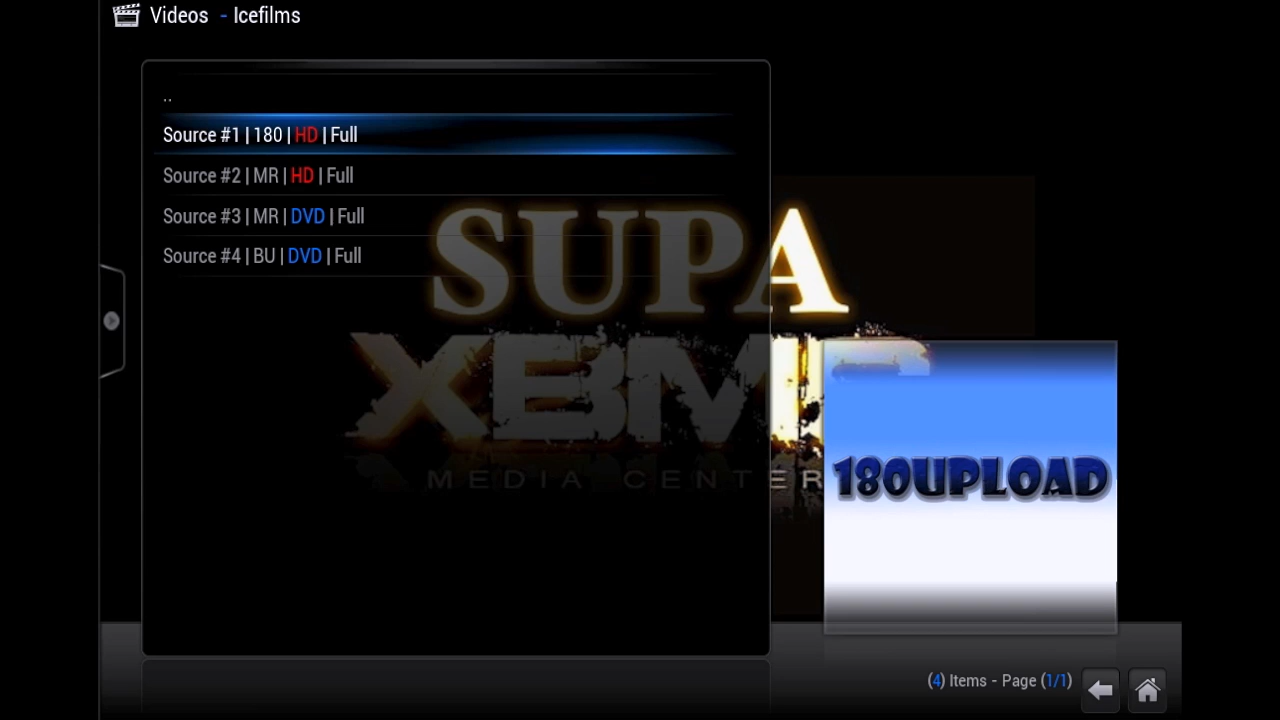 Videos - Icefilms
..
Source #1 | 180 | HD | Full
Source #2 | MR | HD | Full
Source #3 | MR | DVD | Full
Source #4 | BU | DVD | Full
SUPA
XBMC
MEDIA CENTER
180UPLOAD
(4) Items - Page (1/1)